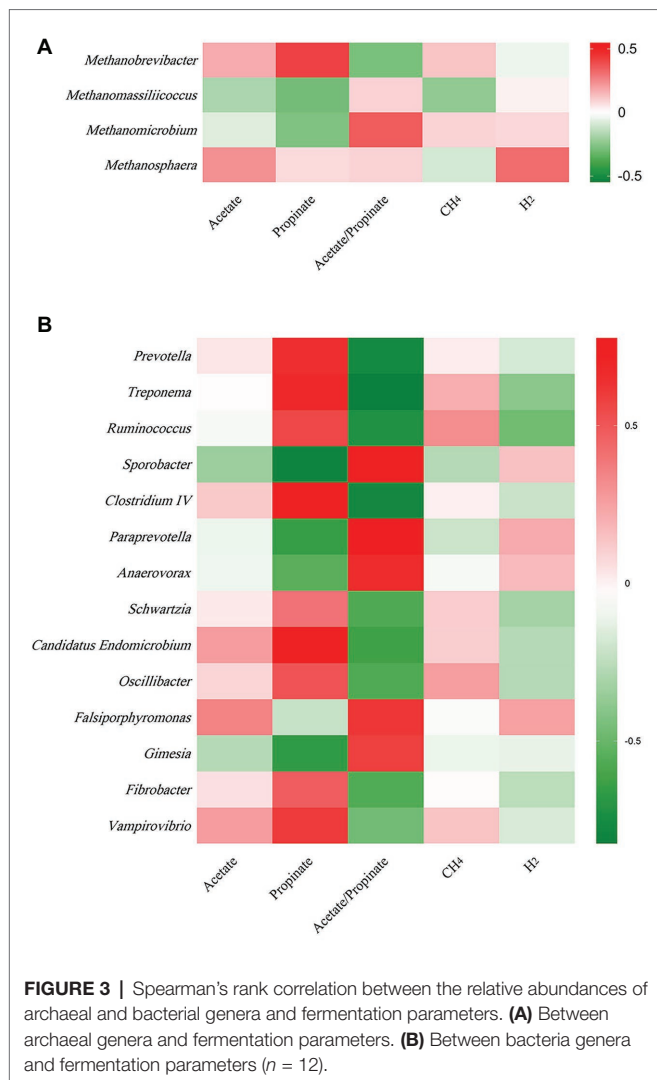 A
Methanobrevibacter
Methanomassiliicoccus
Methanomicrobium
Methanosphaera
Acetate
Propinate
Acetate/Propinate
CH4
H2
0.5
0
-0.5
B
Prevotella
Treponema
Ruminococcus
Sporobacter
Clostridium IV
Paraprevotella
Anaerovorax
Schwartzia
Candidatus Endomicrobium
Oscillibacter
Falsiporphyromonas
Gimesia
Fibrobacter
Vampirovibrio
Acetate
Propinate
Acetate/Propinate
CH4
H2
0.5
0
-0.5
FIGURE 3 | Spearman's rank correlation between the relative abundances of
archaeal and bacterial genera and fermentation parameters. (A) Between
archaeal genera and fermentation parameters. (B) Between bacteria genera
and fermentation parameters (n = 12).